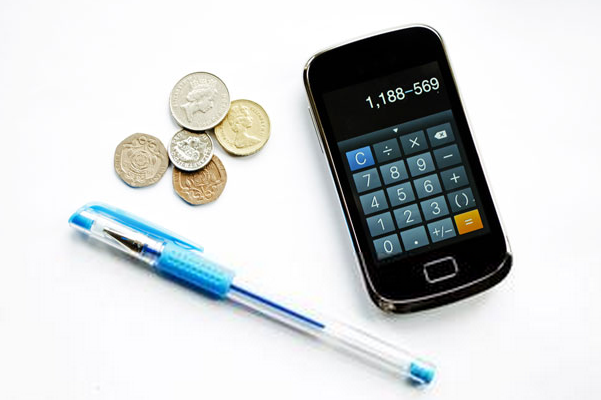 1,188-569
C ÷ × ⌫
7 8 9 −
4 5 6 +
1 2 3 ()
0 . +/− =